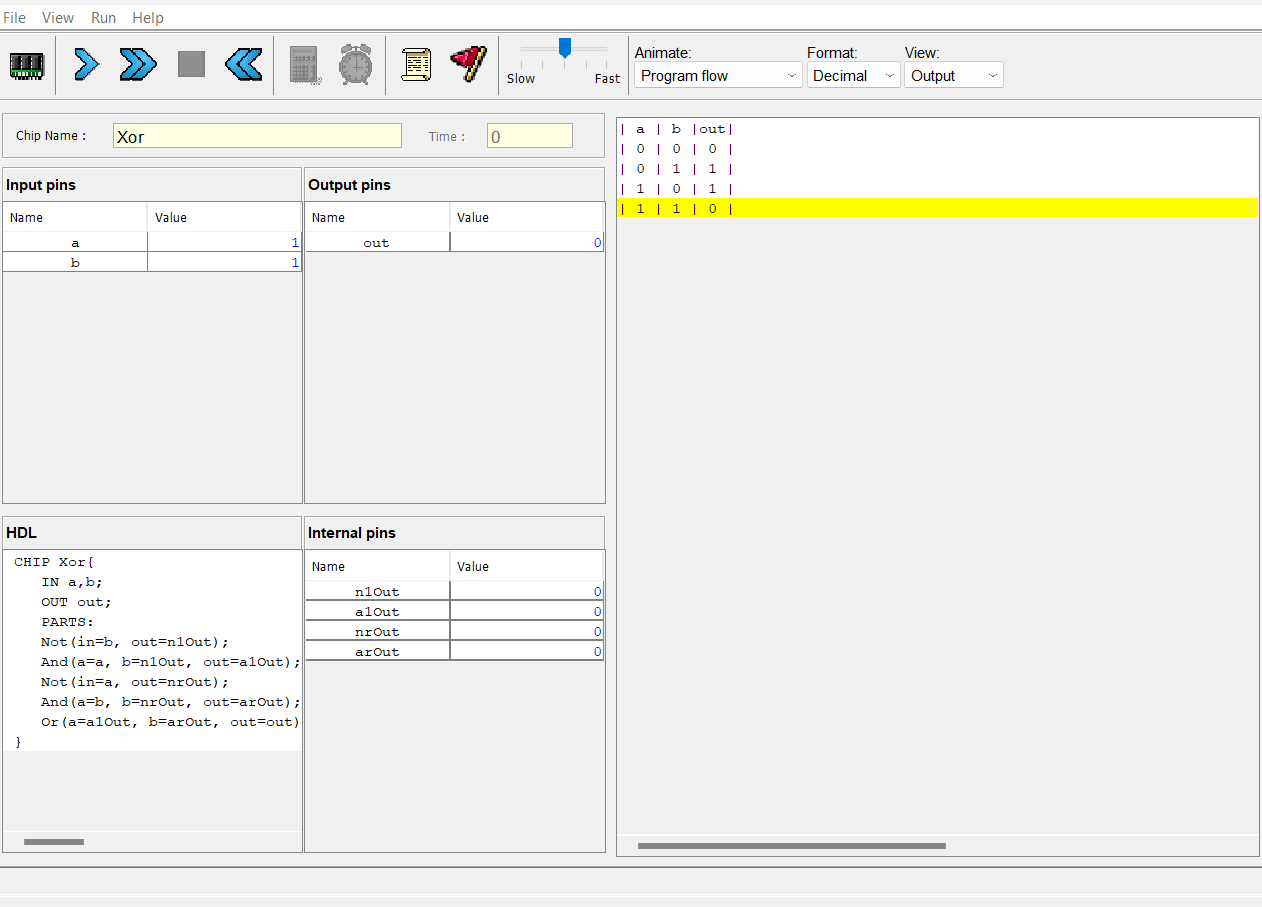 File View Run Help
Animate: Format: View:
Slow Fast Program flow Decimal Output
Chip Name : Xor Time : 0
Input pins
Name Value
a 1
b 1
Output pins
Name Value
out 0
HDL
CHIP Xor{
IN a,b;
OUT out;
PARTS:
Not(in=b, out=n1Out);
And(a=a, b=n1Out, out=a1Out);
Not(in=a, out=nrOut);
And(a=b, b=nrOut, out=arOut);
Or(a=a1Out, b=arOut, out=out)
}
Internal pins
Name Value
n1Out 0
a1Out 0
nrOut 0
arOut 0
| a | b |out|
| 0 | 0 | 0 |
| 0 | 1 | 1 |
| 1 | 0 | 1 |
| 1 | 1 | 0 |